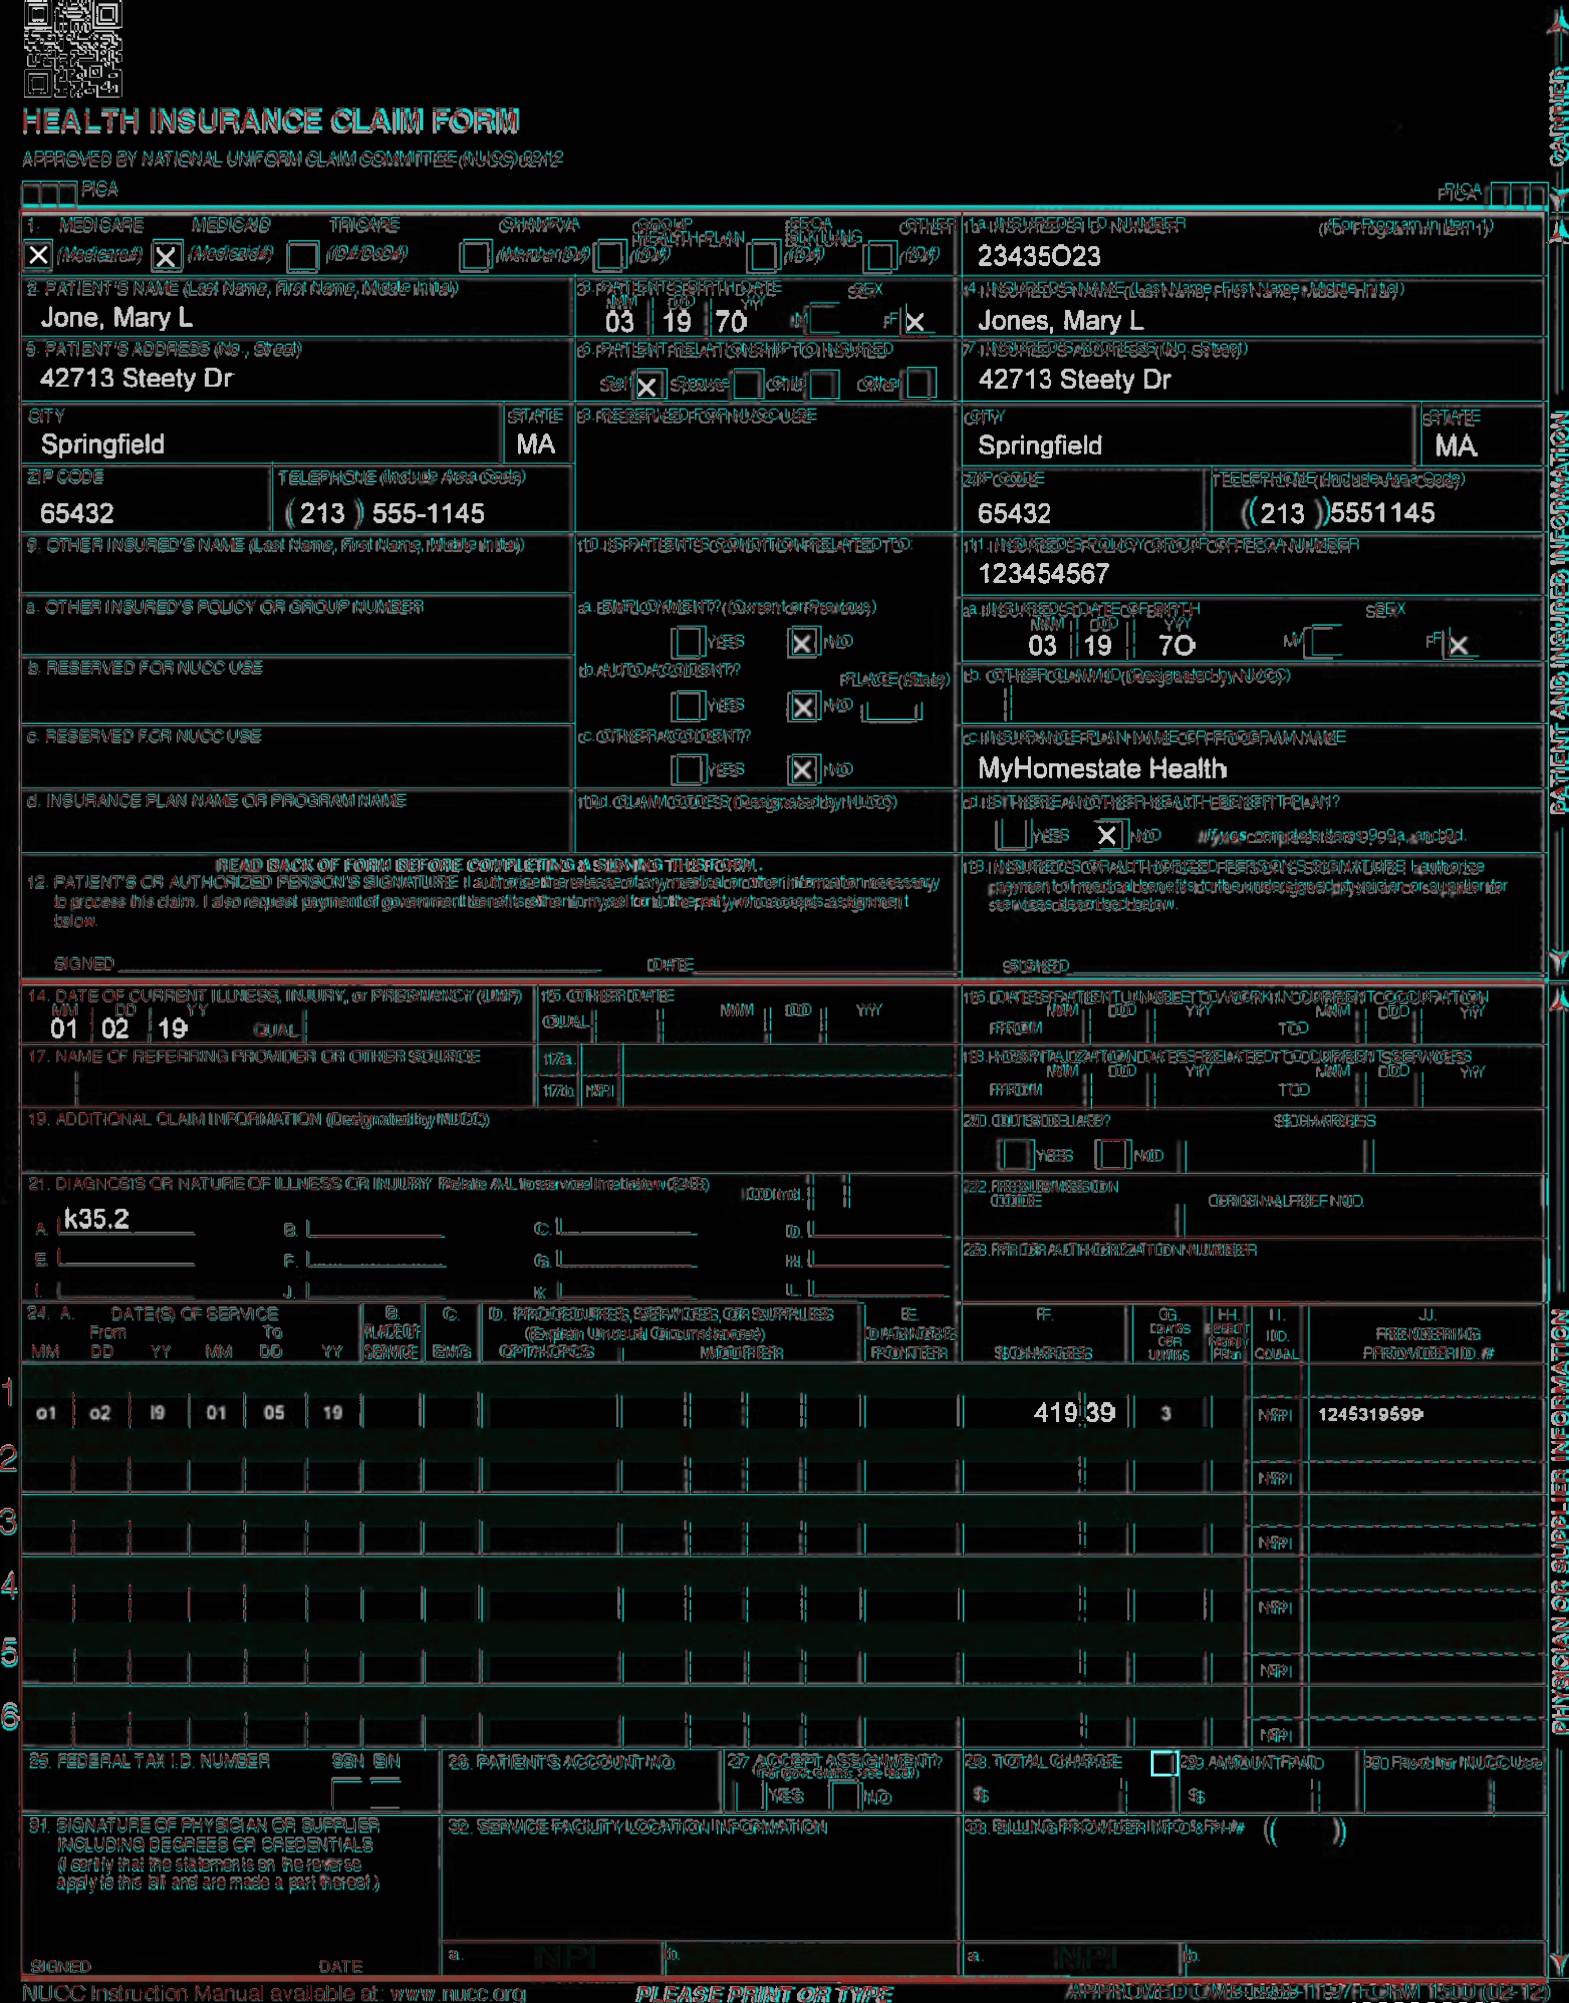 HEALTH INSURANCE CLAIM FORM
APPROVED BY NATIONAL UNIFORM CLAIM COMMITTEE (NUCC) 02/12
PICA PICA
1. MEDICARE MEDICAID TRICARE CHAMPVA GROUP HEALTH PLAN FECA BLK LUNG OTHER 1a. INSURED'S I.D. NUMBER (For Program in Item 1)
X (Medicare#) X (Medicaid#) (ID#/DoD#) (Member ID#) (ID#) (ID#) (ID#) 23435O23
2. PATIENT'S NAME (Last Name, First Name, Middle Initial) 3. PATIENT'S BIRTH DATE SEX 4. INSURED'S NAME (Last Name, First Name, Middle Initial)
MM DD YY
Jone, Mary L 03 19 70 M F X Jones, Mary L
5. PATIENT'S ADDRESS (No., Street) 6. PATIENT RELATIONSHIP TO INSURED 7. INSURED'S ADDRESS (No., Street)
42713 Steety Dr Self X Spouse Child Other 42713 Steety Dr
CITY STATE 8. RESERVED FOR NUCC USE CITY STATE
Springfield MA Springfield MA
ZIP CODE TELEPHONE (Include Area Code) ZIP CODE TELEPHONE (Include Area Code)
65432 (213) 555-1145 65432 (213) 5551145
9. OTHER INSURED'S NAME (Last Name, First Name, Middle Initial) 10. IS PATIENT'S CONDITION RELATED TO: 11. INSURED'S POLICY GROUP OR FECA NUMBER
123454567
a. OTHER INSURED'S POLICY OR GROUP NUMBER a. EMPLOYMENT? (Current or Previous) a. INSURED'S DATE OF BIRTH SEX
MM DD YY
YES X NO 03 19 7O M F X
b. RESERVED FOR NUCC USE b. AUTO ACCIDENT? PLACE (State) b. OTHER CLAIM ID (Designated by NUCC)
YES X NO
c. RESERVED FOR NUCC USE c. OTHER ACCIDENT? c. INSURANCE PLAN NAME OR PROGRAM NAME
YES X NO MyHomestate Health
d. INSURANCE PLAN NAME OR PROGRAM NAME 10d. CLAIM CODES (Designated by NUCC) d. IS THERE ANOTHER HEALTH BENEFIT PLAN?
YES X NO If yes, complete items 9, 9a, and 9d.
READ BACK OF FORM BEFORE COMPLETING & SIGNING THIS FORM.
12. PATIENT'S OR AUTHORIZED PERSON'S SIGNATURE I authorize the release of any medical or other information necessary
to process this claim. I also request payment of government benefits either to myself or to the party who accepts assignment
below.
SIGNED DATE
13. INSURED'S OR AUTHORIZED PERSON'S SIGNATURE I authorize
payment of medical benefits to the undersigned physician or supplier for
services described below.
SIGNED
14. DATE OF CURRENT ILLNESS, INJURY, or PREGNANCY (LMP) 15. OTHER DATE 16. DATES PATIENT UNABLE TO WORK IN CURRENT OCCUPATION
MM DD YY MM DD YY MM DD YY MM DD YY
01 02 19 QUAL QUAL. FROM TO
17. NAME OF REFERRING PROVIDER OR OTHER SOURCE 17a. 18. HOSPITALIZATION DATES RELATED TO CURRENT SERVICES
MM DD YY MM DD YY
17b. NPI FROM TO
19. ADDITIONAL CLAIM INFORMATION (Designated by NUCC) 20. OUTSIDE LAB? $ CHARGES
YES NO
21. DIAGNOSIS OR NATURE OF ILLNESS OR INJURY Relate A-L to service line below (24E) ICD Ind. 22. RESUBMISSION CODE ORIGINAL REF. NO.
A. k35.2 B. C. D.
E. F. G. H. 23. PRIOR AUTHORIZATION NUMBER
I. J. K. L.
24. A. DATE(S) OF SERVICE B. C. D. PROCEDURES, SERVICES, OR SUPPLIES E. F. G. H. I. J.
From To PLACE OF (Explain Unusual Circumstances) DIAGNOSIS DAYS OR EPSDT Family ID. RENDERING
MM DD YY MM DD YY SERVICE EMG CPT/HCPCS MODIFIER POINTER $ CHARGES UNITS Plan QUAL. PROVIDER ID. #
1 o1 o2 I9 01 05 19 419 39 3 NPI 1245319599
2 NPI
3 NPI
4 NPI
5 NPI
6 NPI
25. FEDERAL TAX I.D. NUMBER SSN EIN 26. PATIENT'S ACCOUNT NO. 27. ACCEPT ASSIGNMENT? 28. TOTAL CHARGE 29. AMOUNT PAID 30. Rsvd for NUCC Use
(For govt. claims, see back)
YES NO $ $
31. SIGNATURE OF PHYSICIAN OR SUPPLIER 32. SERVICE FACILITY LOCATION INFORMATION 33. BILLING PROVIDER INFO & PH # ( )
INCLUDING DEGREES OR CREDENTIALS
(I certify that the statements on the reverse
apply to this bill and are made a part thereof.)
SIGNED DATE a. NPI b. a. NPI b.
NUCC Instruction Manual available at: www.nucc.org PLEASE PRINT OR TYPE APPROVED OMB-0938-1197 FORM 1500 (02-12)
CARRIER
PATIENT AND INSURED INFORMATION
PHYSICIAN OR SUPPLIER INFORMATION